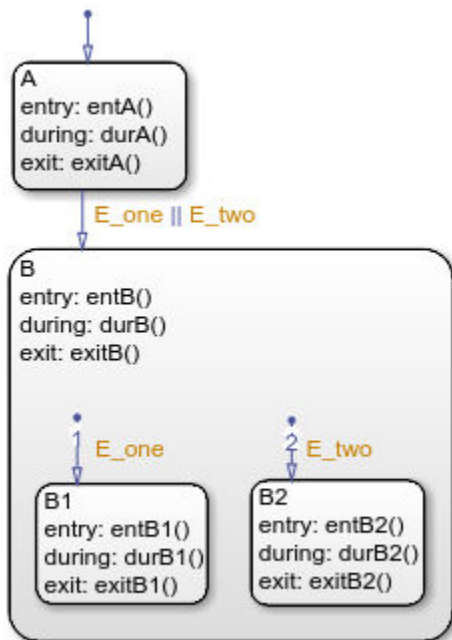 A
entry: entA()
during: durA()
exit: exitA()
E_one || E_two
B
entry: entB()
during: durB()
exit: exitB()
1
E_one
2
E_two
B1
entry: entB1()
during: durB1()
exit: exitB1()
B2
entry: entB2()
during: durB2()
exit: exitB2()